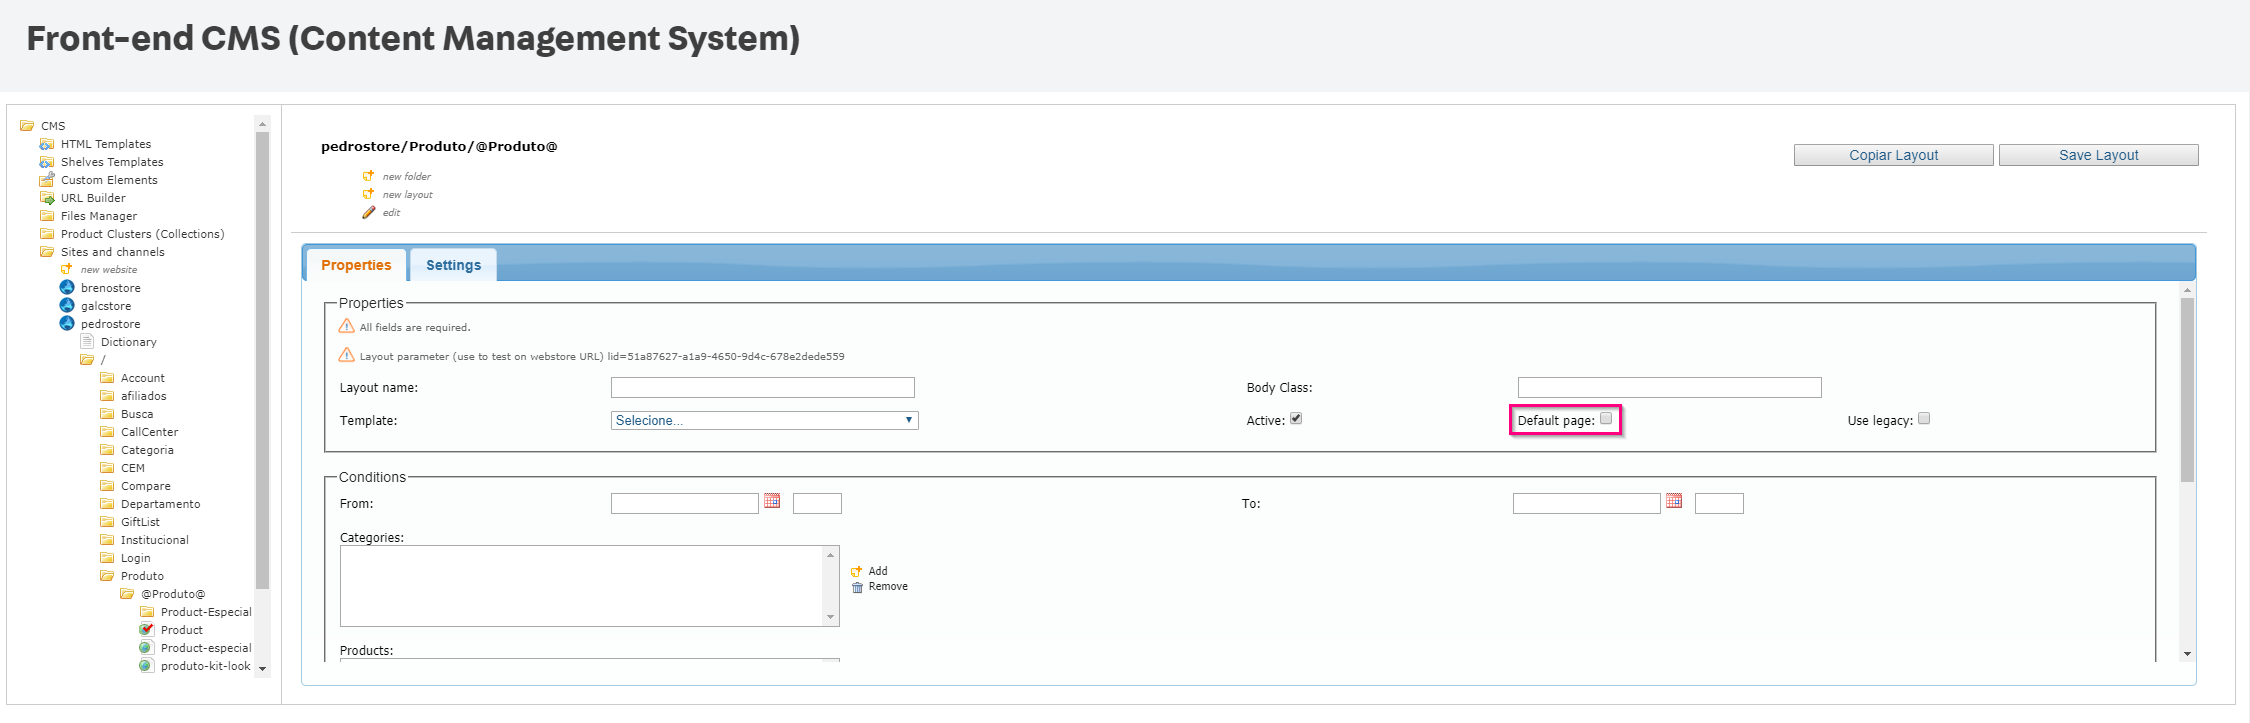 Front-end CMS (Content Management System)
CMS
HTML Templates
Shelves Templates
Custom Elements
URL Builder
Files Manager
Product Clusters (Collections)
Sites and channels
new website
brenostore
galcstore
pedrostore
Dictionary
/
Account
afiliados
Busca
CallCenter
Categoria
CEM
Compare
Departamento
GiftList
Institucional
Login
Produto
@Produto@
Product-Especial
Product
Product-especial
produto-kit-look
pedrostore/Produto/@Produto@
new folder
new layout
edit
Copiar Layout
Save Layout
Properties
Settings
Properties
All fields are required.
Layout parameter (use to test on webstore URL) lid=51a87627-a1a9-4650-9d4c-678e2dede559
Layout name:
Body Class:
Template:
Selecione...
Active:
Default page:
Use legacy:
Conditions
From:
To:
Categories:
Add
Remove
Products: